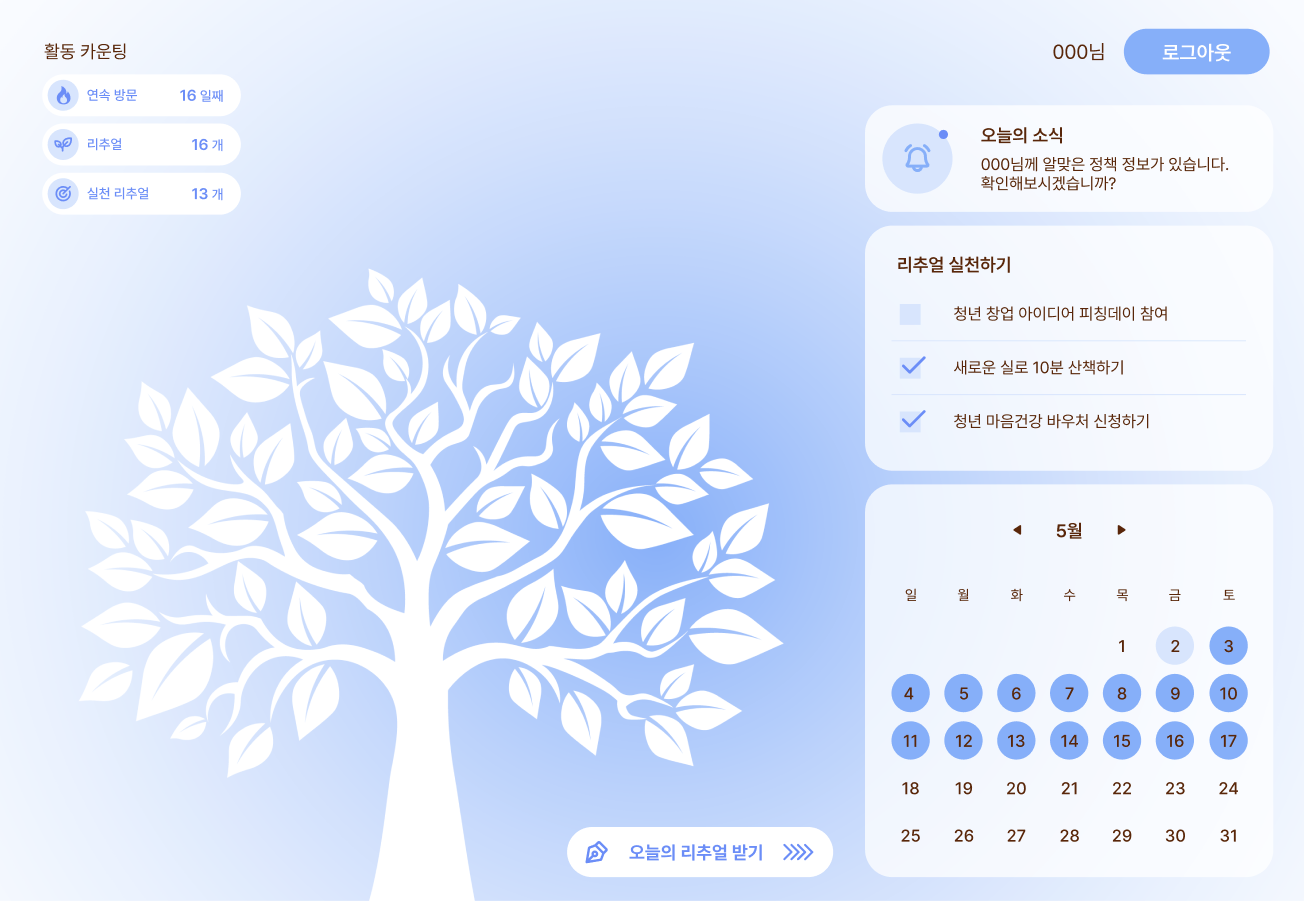 활동 카운팅
연속 방문 16 일째
리추얼 16 개
실천 리추얼 13 개
000님 로그아웃
오늘의 소식
000님께 알맞은 정책 정보가 있습니다.
확인해보시겠습니까?
리추얼 실천하기
청년 창업 아이디어 피칭데이 참여
새로운 실로 10분 산책하기
청년 마음건강 바우처 신청하기
5월
일 월 화 수 목 금 토
1 2 3
4 5 6 7 8 9 10
11 12 13 14 15 16 17
18 19 20 21 22 23 24
25 26 27 28 29 30 31
오늘의 리추얼 받기